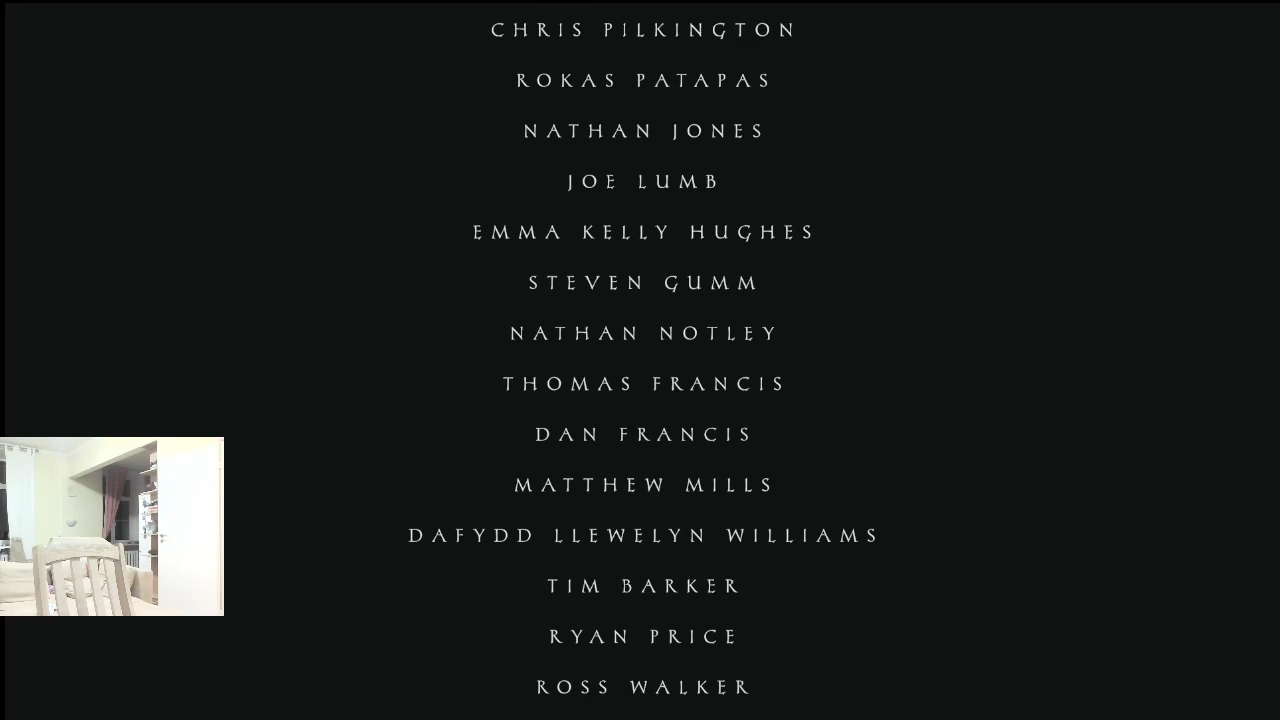 CHRIS PILKINGTON
ROKAS PATAPAS
NATHAN JONES
JOE LUMB
EMMA KELLY HUGHES
STEVEN GUMM
NATHAN NOTLEY
THOMAS FRANCIS
DAN FRANCIS
MATTHEW MILLS
DAFYDD LLEWELYN WILLIAMS
TIM BARKER
RYAN PRICE
ROSS WALKER